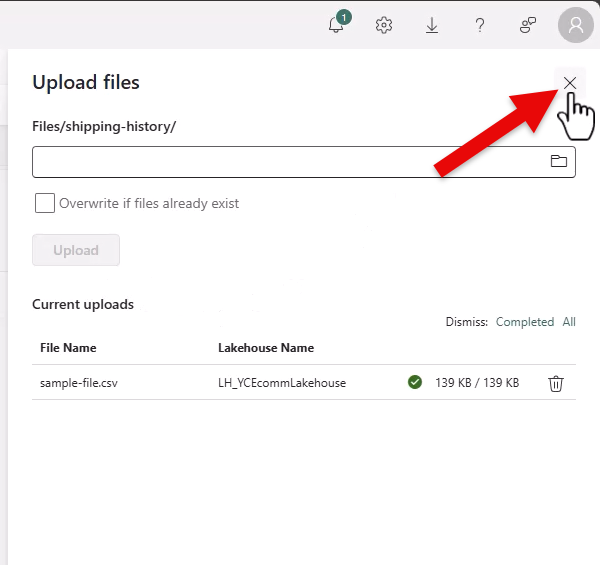 1
?
Upload files
Files/shipping-history/
Overwrite if files already exist
Upload
Current uploads
Dismiss: Completed All
File Name Lakehouse Name
sample-file.csv LH_YCEcommLakehouse 139 KB / 139 KB